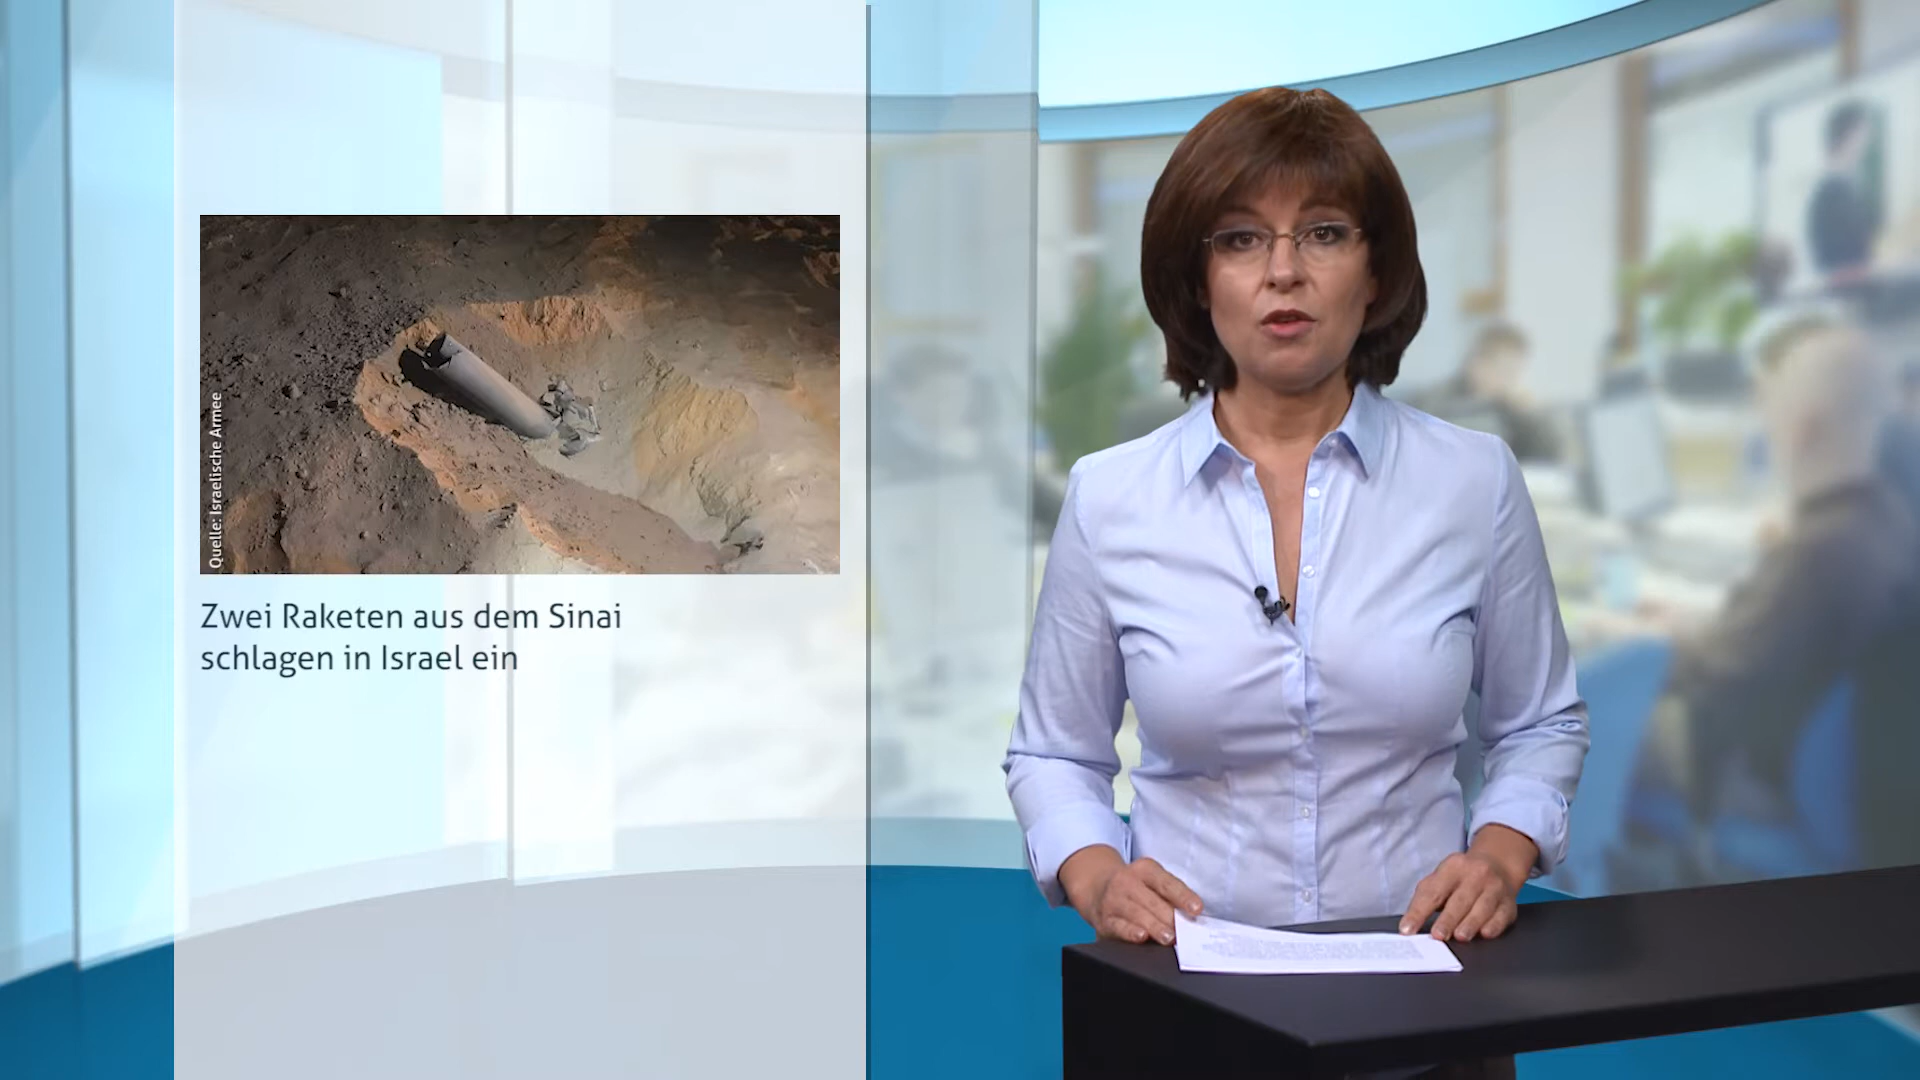 Quelle: Israelische Armee
Zwei Raketen aus dem Sinai
schlagen in Israel ein